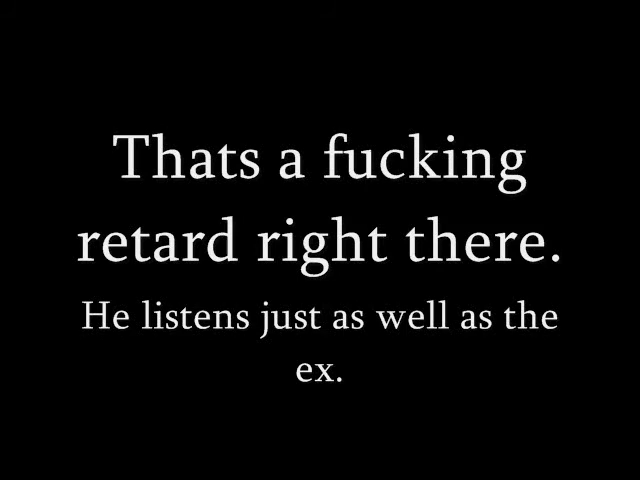 Thats a fucking
retard right there.
He listens just as well as the
ex.